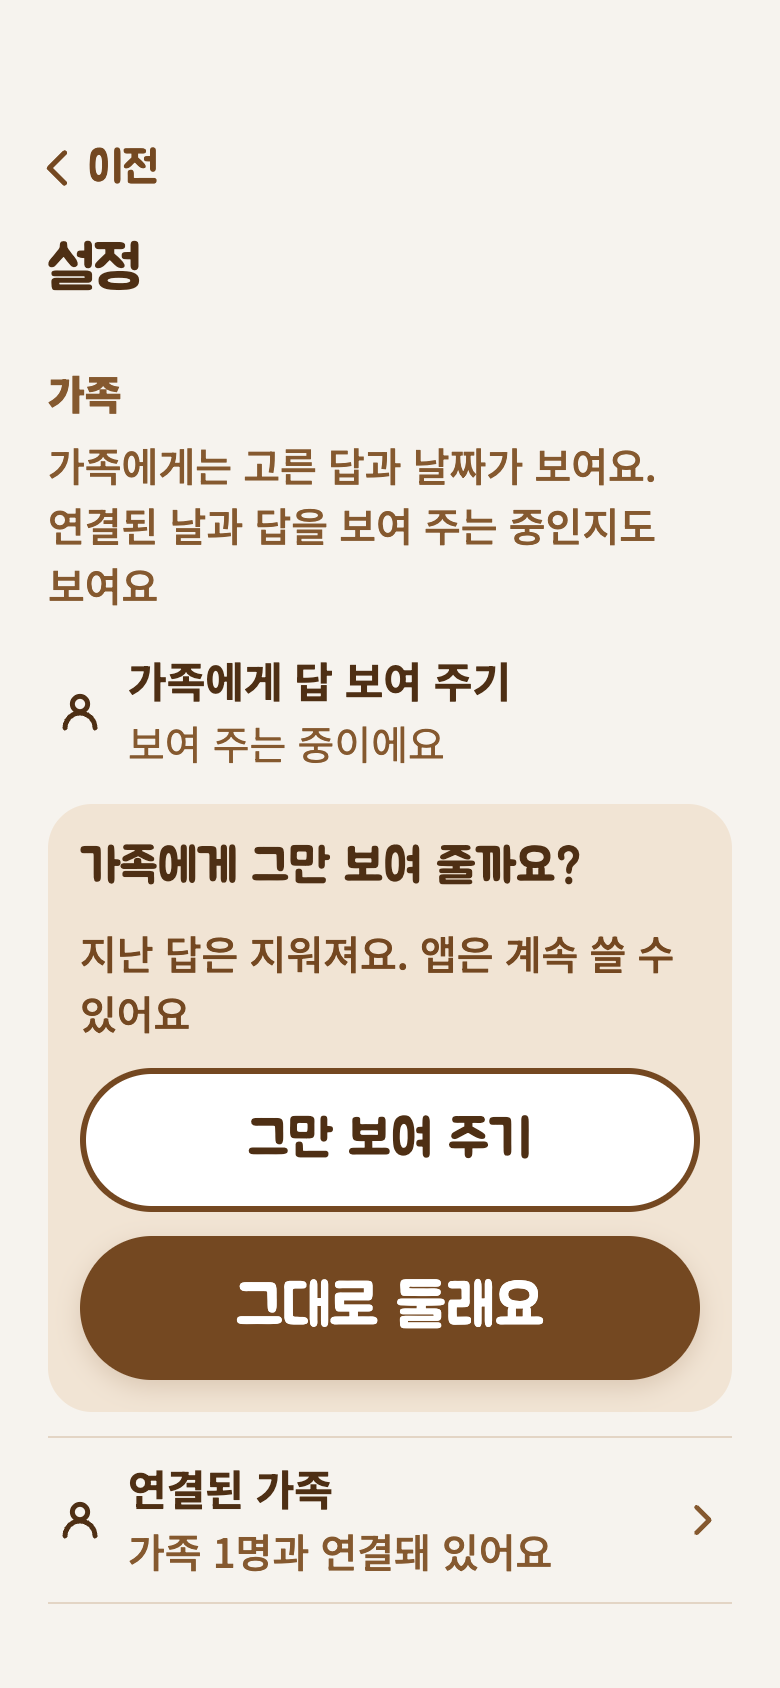 이전
설정
가족
가족에게는 고른 답과 날짜가 보여요.
연결된 날과 답을 보여 주는 중인지도
보여요
가족에게 답 보여 주기
보여 주는 중이에요
가족에게 그만 보여 줄까요?
지난 답은 지워져요. 앱은 계속 쓸 수
있어요
그만 보여 주기
그대로 둘래요
연결된 가족
가족 1명과 연결돼 있어요